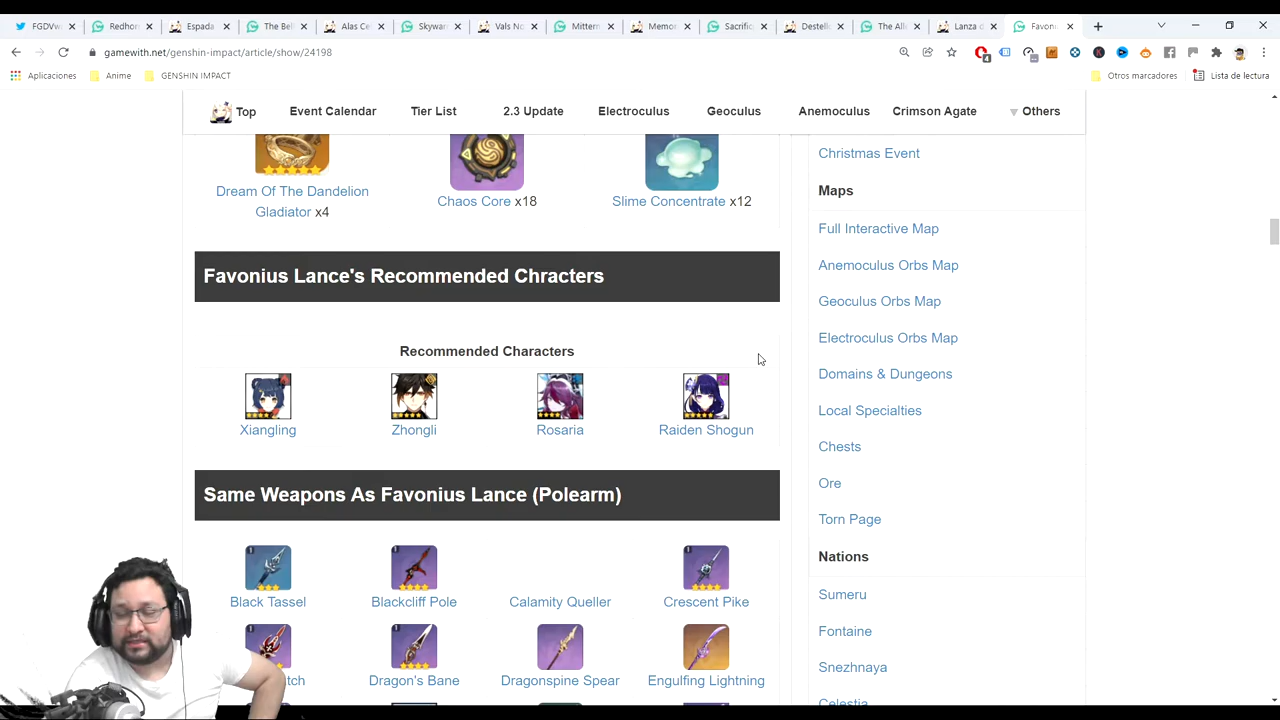 FGDVw
Redhor
Espada
The Bel
Alas Ce
Skywar
Vals No
Mittern
Memor
Sacrific
Destell
The All
Lanza d
Favoni
gamewith.net/genshin-impact/article/show/24198
Aplicaciones
Anime
GENSHIN IMPACT
Otros marcadores
Lista de lectura
Top
Event Calendar
Tier List
2.3 Update
Electroculus
Geoculus
Anemoculus
Crimson Agate
Others
Dream Of The Dandelion
Gladiator x4
Chaos Core x18
Slime Concentrate x12
Favonius Lance's Recommended Chracters
Recommended Characters
Xiangling
Zhongli
Rosaria
Raiden Shogun
Same Weapons As Favonius Lance (Polearm)
Black Tassel
Blackcliff Pole
Calamity Queller
Crescent Pike
tch
Dragon's Bane
Dragonspine Spear
Engulfing Lightning
Christmas Event
Maps
Full Interactive Map
Anemoculus Orbs Map
Geoculus Orbs Map
Electroculus Orbs Map
Domains & Dungeons
Local Specialties
Chests
Ore
Torn Page
Nations
Sumeru
Fontaine
Snezhnaya
Celestia